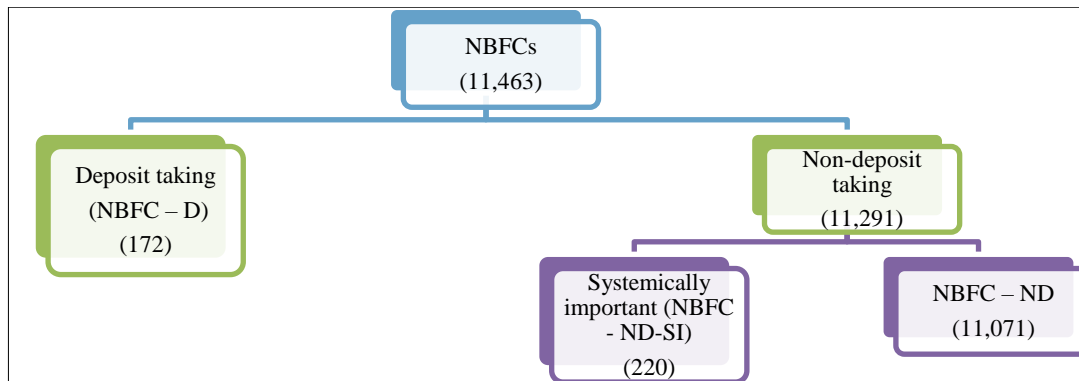 NBFCs
(11,463)
Deposit taking
(NBFC – D)
(172)
Non-deposit
taking
(11,291)
Systemically
important (NBFC
- ND-SI)
(220)
NBFC – ND
(11,071)